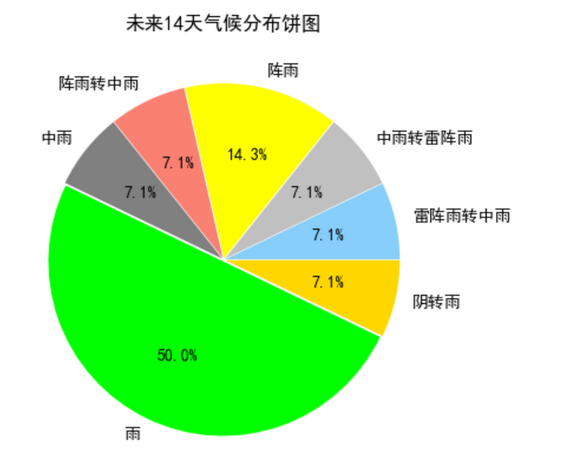 未来14天气候分布饼图
阵雨
阵雨转中雨
中雨
中雨转雷阵雨
14.3%
7.1%
7.1%
7.1%
雷阵雨转中雨
7.1%
7.1%
阴转雨
50.0%
雨